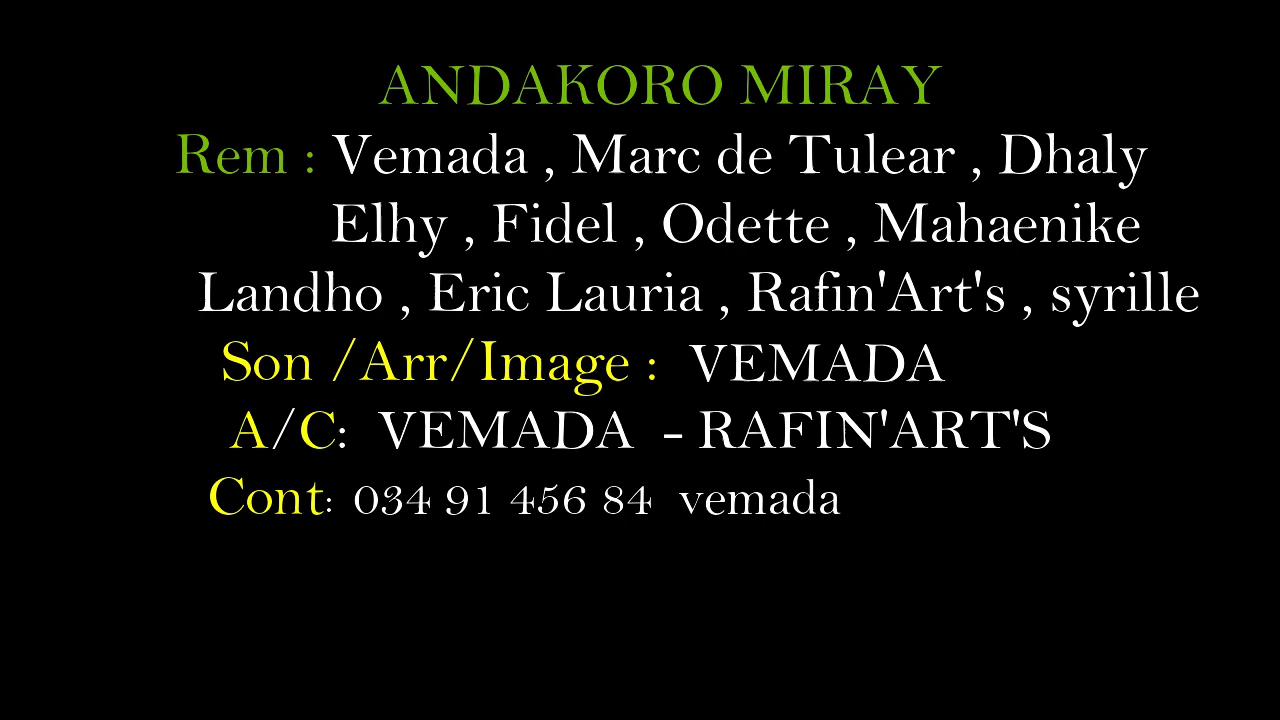 ANDAKORO MIRAY
Rem : Vemada , Marc de Tulear , Dhaly
Elhy , Fidel , Odette , Mahaenike
Landho , Eric Lauria , Rafin'Art's , syrille
Son /Arr/Image : VEMADA
A/C: VEMADA - RAFIN'ART'S
Cont: 034 91 456 84 vemada